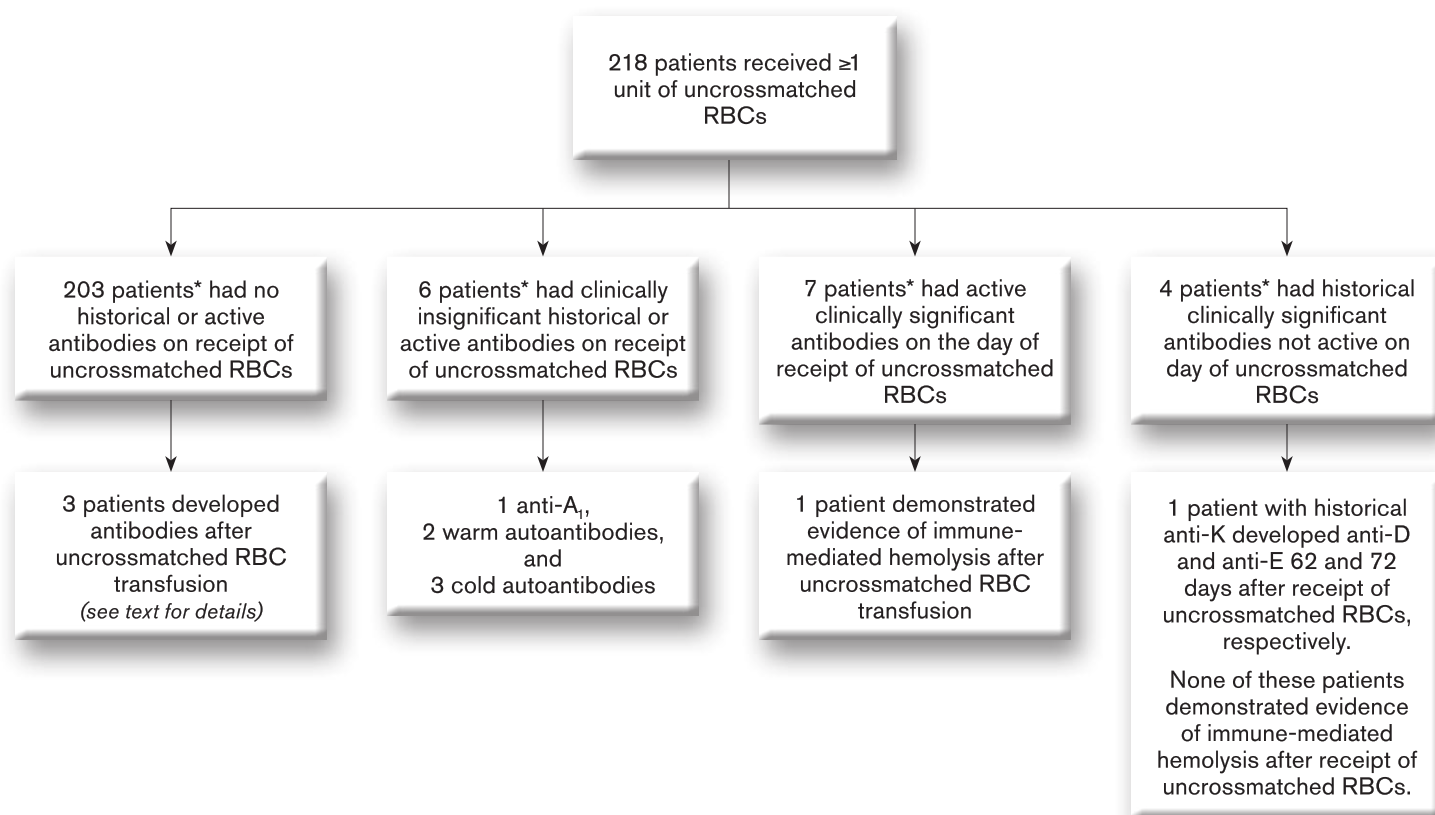 218 patients received ≥1
unit of uncrossmatched
RBCs
203 patients* had no
historical or active
antibodies on receipt of
uncrossmatched RBCs
6 patients* had clinically
insignificant historical or
active antibodies on receipt
of uncrossmatched RBCs
7 patients* had active
clinically significant
antibodies on the day of
receipt of uncrossmatched
RBCs
4 patients* had historical
clinically significant
antibodies not active on
day of uncrossmatched
RBCs
3 patients developed
antibodies after
uncrossmatched RBC
transfusion
(see text for details)
1 anti-A₁,
2 warm autoantibodies,
and
3 cold autoantibodies
1 patient demonstrated
evidence of immune-
mediated hemolysis after
uncrossmatched RBC
transfusion
1 patient with historical
anti-K developed anti-D
and anti-E 62 and 72
days after receipt of
uncrossmatched RBCs,
respectively.
None of these patients
demonstrated evidence
of immune-mediated
hemolysis after receipt of
uncrossmatched RBCs.